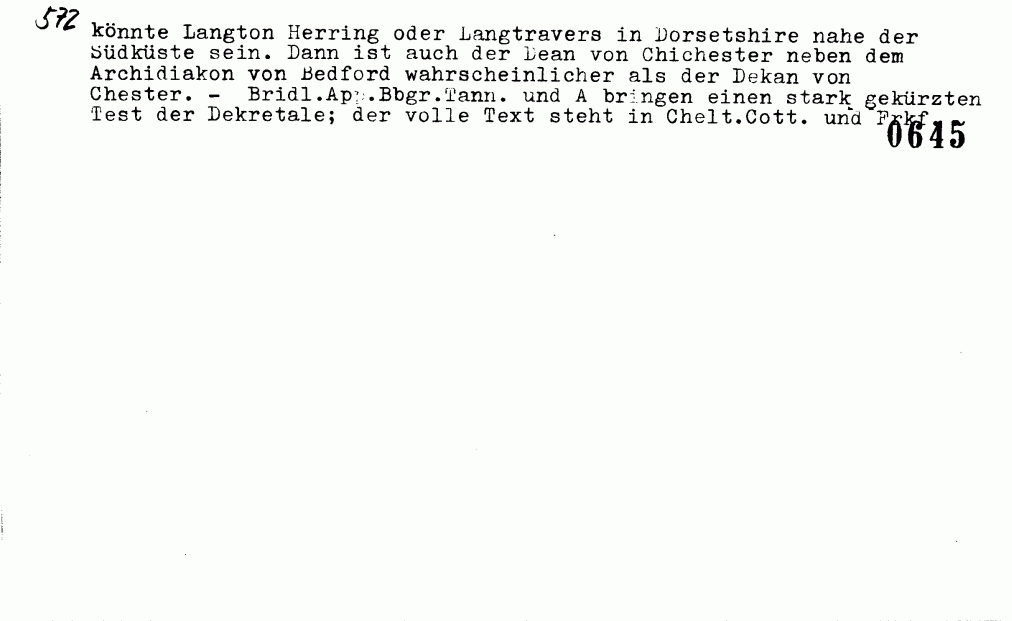 572
könnte Langton Herring oder Langtravers in Dorsetshire nahe der
Südküste sein. Dann ist auch der Dean von Chichester neben dem
Archidiakon von Bedford wahrscheinlicher als der Dekan von
Chester. - Bridl.App.Bbgr.Tann. und A bringen einen stark gekürzten
Test der Dekretale; der volle Text steht in Chelt.Cott. und Frkf.
0645